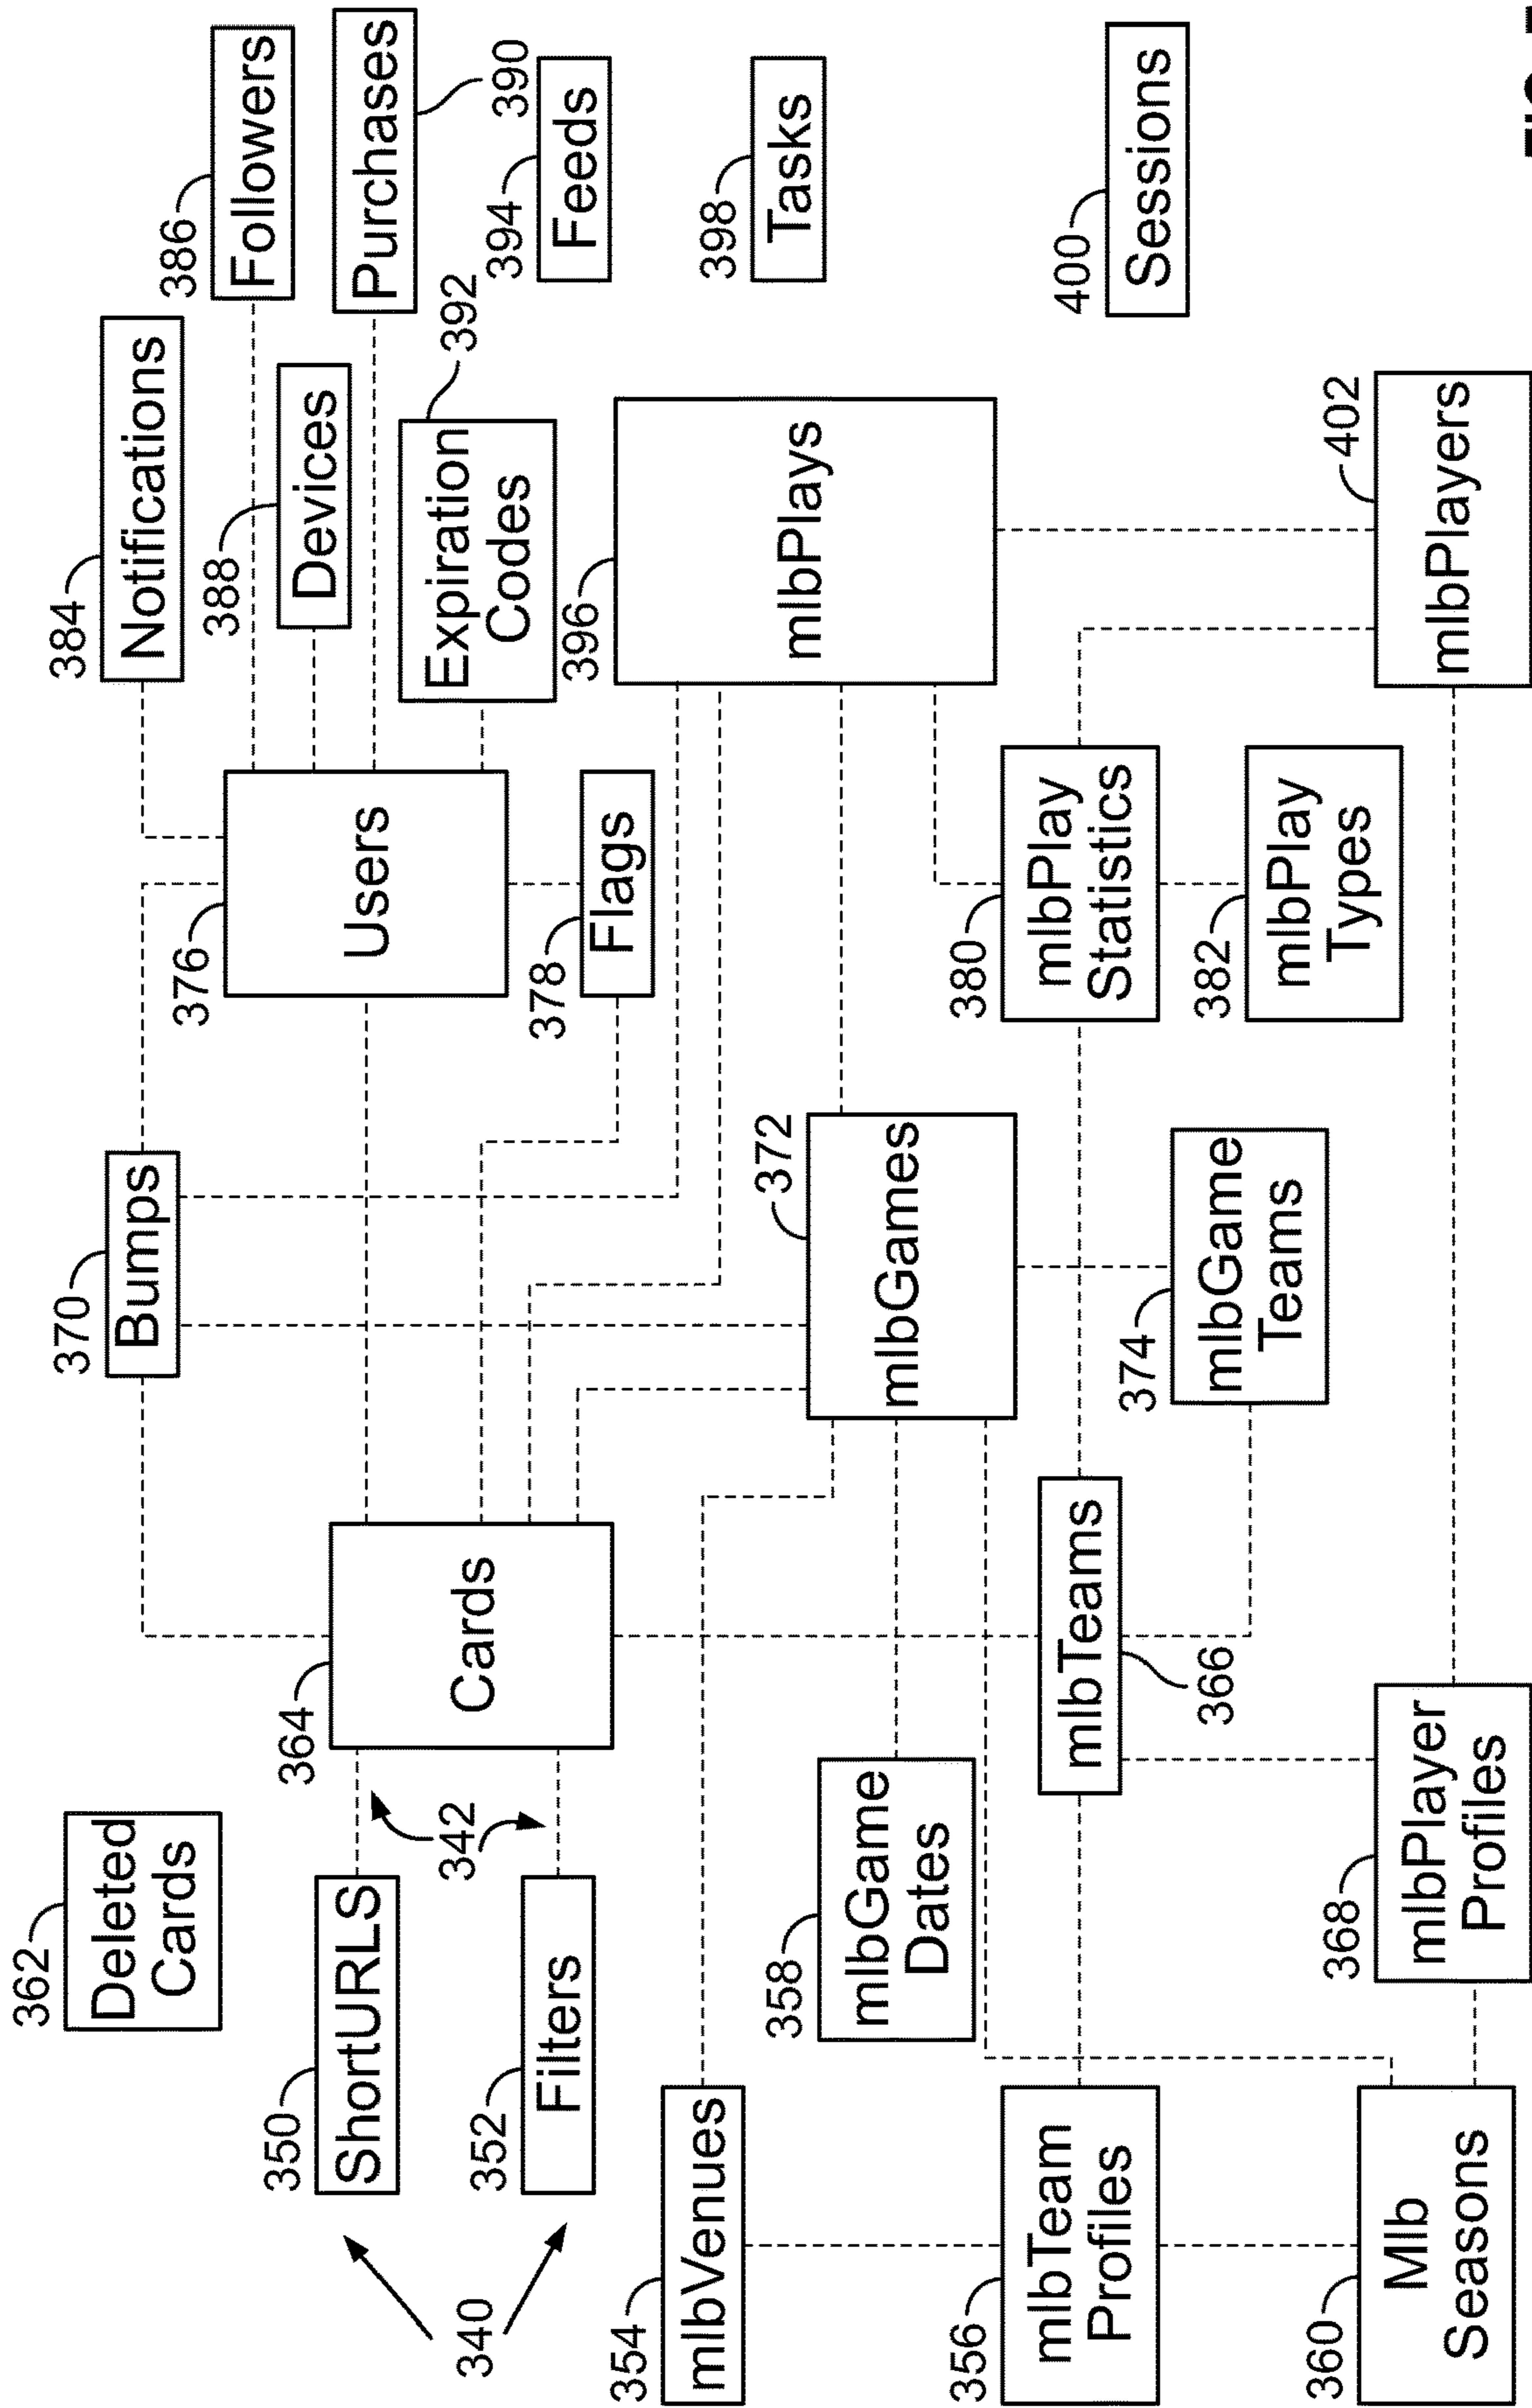 362
Deleted
Cards
350
ShortURLS
352
Filters
340
342
364
Cards
370
Bumps
376
Users
378
Flags
384
Notifications
386
Followers
388
Devices
Purchases
390
Expiration
Codes
392
394
Feeds
398
Tasks
400
Sessions
354
mlbVenues
356
mlbTeam
Profiles
360
Mlb
Seasons
358
mlbGame
Dates
mlbTeams
366
368
mlbPlayer
Profiles
372
mlbGames
374
mlbGame
Teams
396
mlbPlays
380
mlbPlay
Statistics
382
mlbPlay
Types
402
mlbPlayers